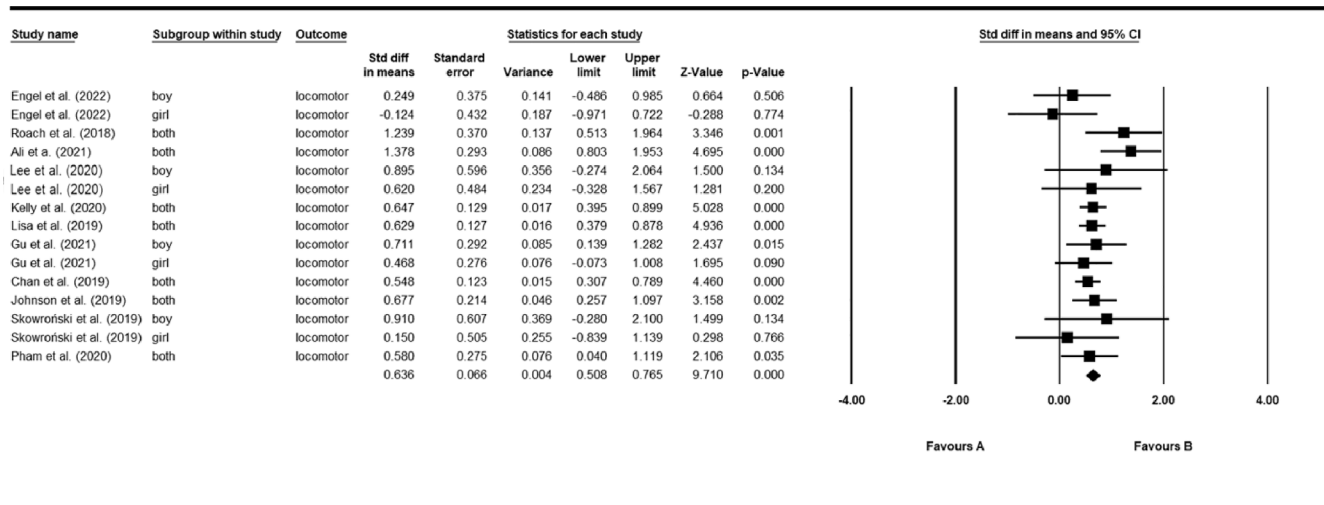 Study name Subgroup within study Outcome Statistics for each study Std diff in means and 95% CI
Std diff in means Standard error Variance Lower limit Upper limit Z-Value p-Value
Engel et al. (2022) boy locomotor 0.249 0.375 0.141 -0.486 0.985 0.664 0.506
Engel et al. (2022) girl locomotor -0.124 0.432 0.187 -0.971 0.722 -0.288 0.774
Roach et al. (2018) both locomotor 1.239 0.370 0.137 0.513 1.964 3.346 0.001
Ali et a. (2021) both locomotor 1.378 0.293 0.086 0.803 1.953 4.695 0.000
Lee et al. (2020) boy locomotor 0.895 0.596 0.356 -0.274 2.064 1.500 0.134
Lee et al. (2020) girl locomotor 0.620 0.484 0.234 -0.328 1.567 1.281 0.200
Kelly et al. (2020) both locomotor 0.647 0.129 0.017 0.395 0.899 5.028 0.000
Lisa et al. (2019) both locomotor 0.629 0.127 0.016 0.379 0.878 4.936 0.000
Gu et al. (2021) boy locomotor 0.711 0.292 0.085 0.139 1.282 2.437 0.015
Gu et al. (2021) girl locomotor 0.468 0.276 0.076 -0.073 1.008 1.695 0.090
Chan et al. (2019) both locomotor 0.548 0.123 0.015 0.307 0.789 4.460 0.000
Johnson et al. (2019) both locomotor 0.677 0.214 0.046 0.257 1.097 3.158 0.002
Skowroński et al. (2019) boy locomotor 0.910 0.607 0.369 -0.280 2.100 1.499 0.134
Skowroński et al. (2019) girl locomotor 0.150 0.505 0.255 -0.839 1.139 0.298 0.766
Pham et al. (2020) both locomotor 0.580 0.275 0.076 0.040 1.119 2.106 0.035
0.636 0.066 0.004 0.508 0.765 9.710 0.000
-4.00 -2.00 0.00 2.00 4.00
Favours A Favours B